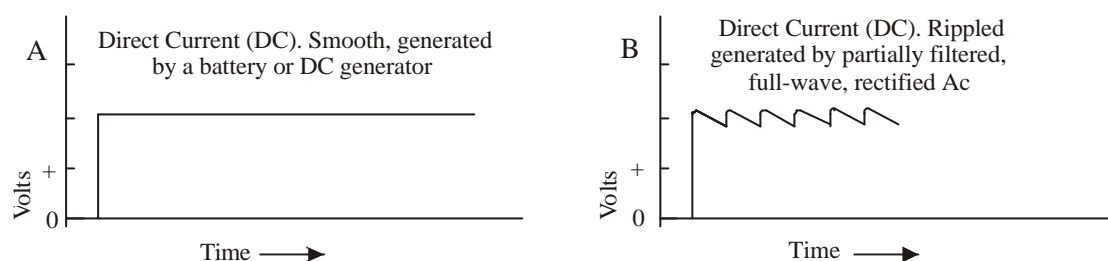 A
Direct Current (DC). Smooth, generated
by a battery or DC generator
Volts
+
0
Time
B
Direct Current (DC). Rippled
generated by partially filtered,
full-wave, rectified Ac
Volts
+
0
Time